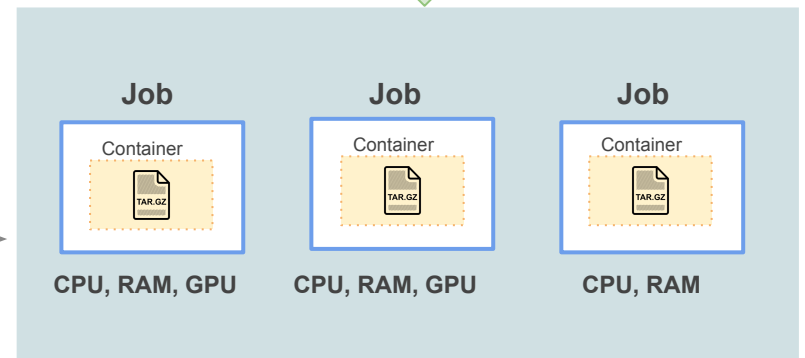 Job
Job
Job
Container
Container
Container
TAR.GZ
TAR.GZ
TAR.GZ
CPU, RAM, GPU
CPU, RAM, GPU
CPU, RAM